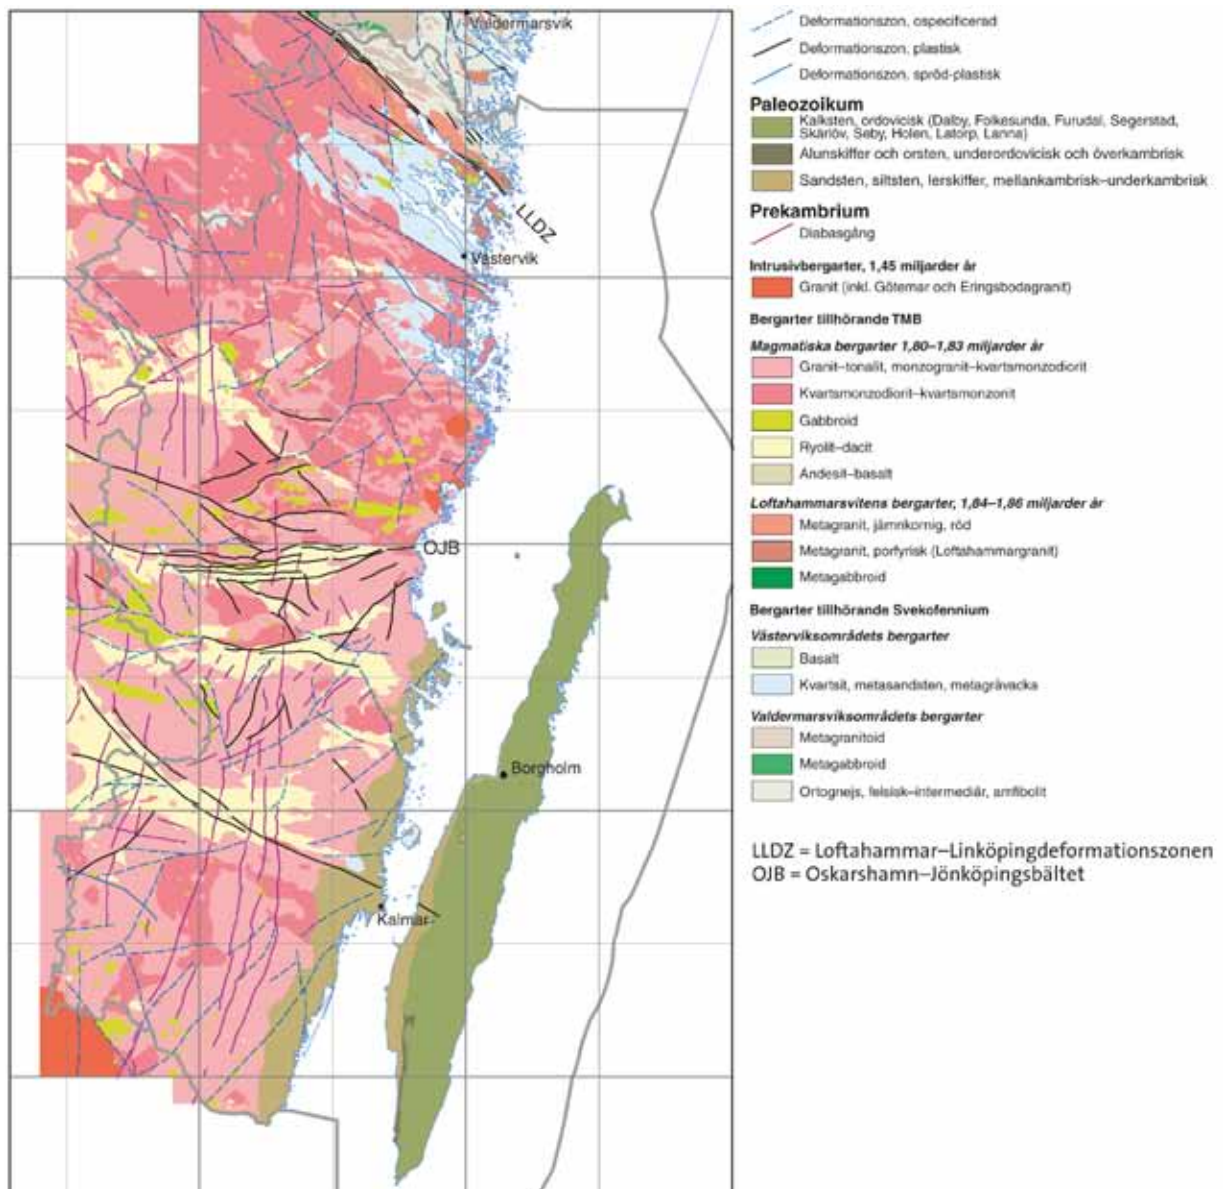 Valdermarsvik
LLDZ
Västervik
OJB
Borgholm
Kalmar
Deformationszon, ospecificerad
Deformationszon, plastisk
Deformationszon, spröd-plastisk
Paleozoikum
Kalksten, ordovicisk (Dalby, Folkesunda, Furudal, Segerstad,
Skärlöv, Seby, Holen, Latorp, Lanna)
Alunskiffer och orsten, underordovicisk och överkambrisk
Sandsten, siltsten, lerskiffer, mellankambrisk–underkambrisk
Prekambrium
Diabasgång
Intrusivbergarter, 1,45 miljarder år
Granit (inkl. Götemar och Eringsbodagranit)
Bergarter tillhörande TMB
Magmatiska bergarter 1,80–1,83 miljarder år
Granit–tonalit, monzogranit–kvartsmonzodiorit
Kvartsmonzodiorit–kvartsmonzonit
Gabbroid
Ryolit–dacit
Andesit–basalt
Loftahammarsvitens bergarter, 1,84–1,86 miljarder år
Metagranit, jämnkornig, röd
Metagranit, porfyrisk (Loftahammargranit)
Metagabbroid
Bergarter tillhörande Svekofennium
Västerviksområdets bergarter
Basalt
Kvartsit, metasandsten, metagråvacka
Valdermarsviksområdets bergarter
Metagranitoid
Metagabbroid
Ortognejs, felsisk–intermediär, amfibolit
LLDZ = Loftahammar–Linköpingdeformationszonen
OJB = Oskarshamn–Jönköpingsbältet